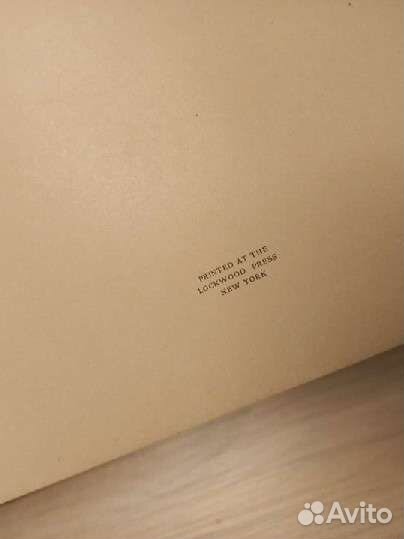 PRINTED AT THE
LOCKWOOD PRESS
NEW YORK
Avito